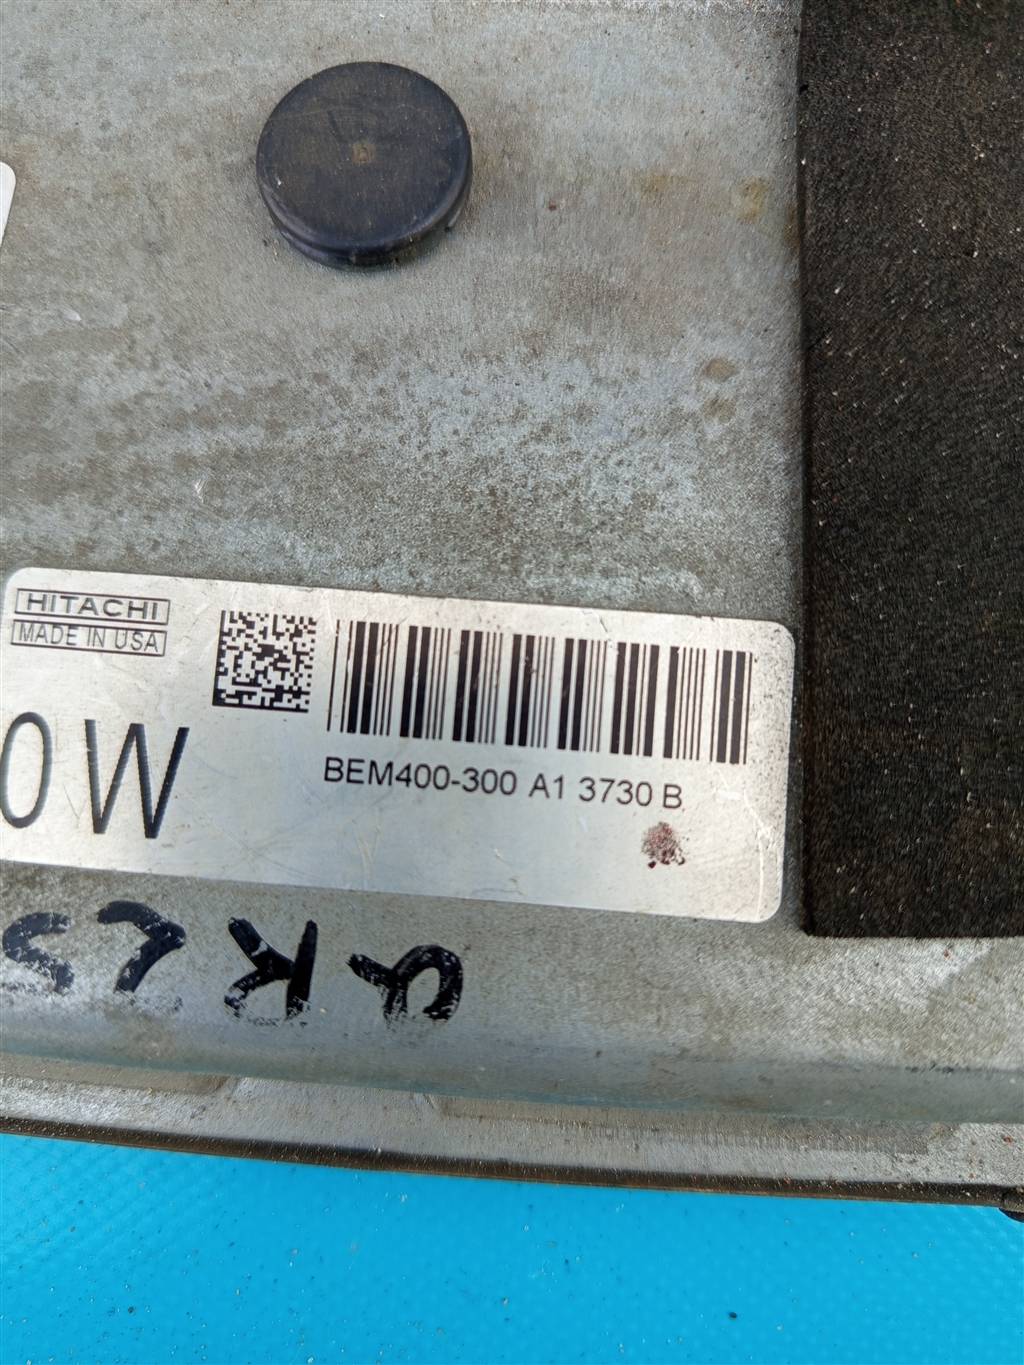 HITACHI
MADE IN USA
0W
BEM400-300 A1 3730 B